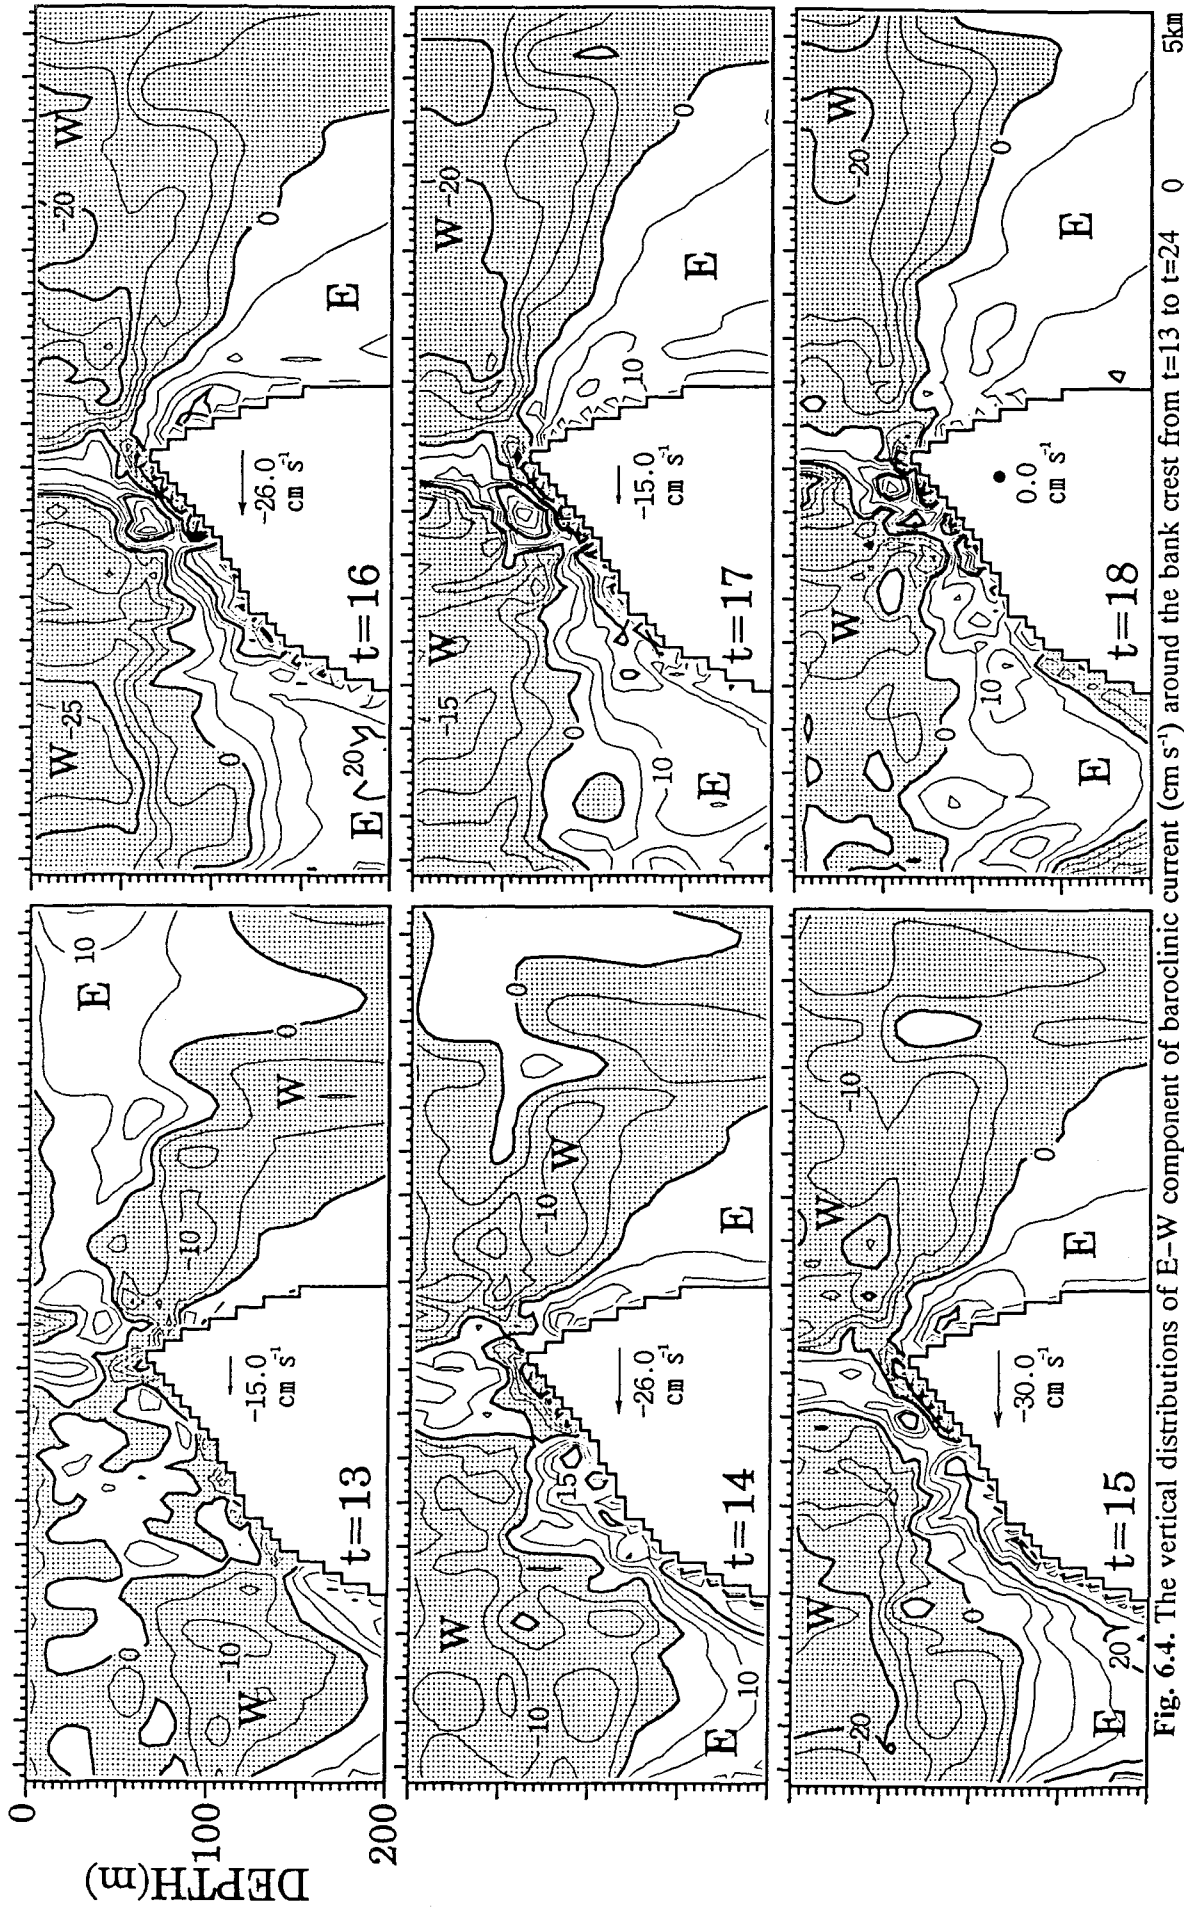 0
100
200
DEPTH(m)
E
10
0
W
-10
W
-10
0
-15.0
cm s⁻¹
t=13
0
W
-10
E
W
-10
15
10
E
-26.0
cm s⁻¹
t=14
W
-10
0
E
W
-20
0
20
E
-30.0
cm s⁻¹
t=15
W
-20
0
E
W
-25
0
20
E
-26.0
cm s⁻¹
t=16
W
-20
0
E
10
W
-15
0
10
E
-15.0
cm s⁻¹
t=17
W
-20
0
E
W
0
10
E
0.0
cm s⁻¹
t=18
0 5km
Fig. 6.4. The vertical distributions of E–W component of baroclinic current (cm s⁻¹) around the bank crest from t=13 to t=24